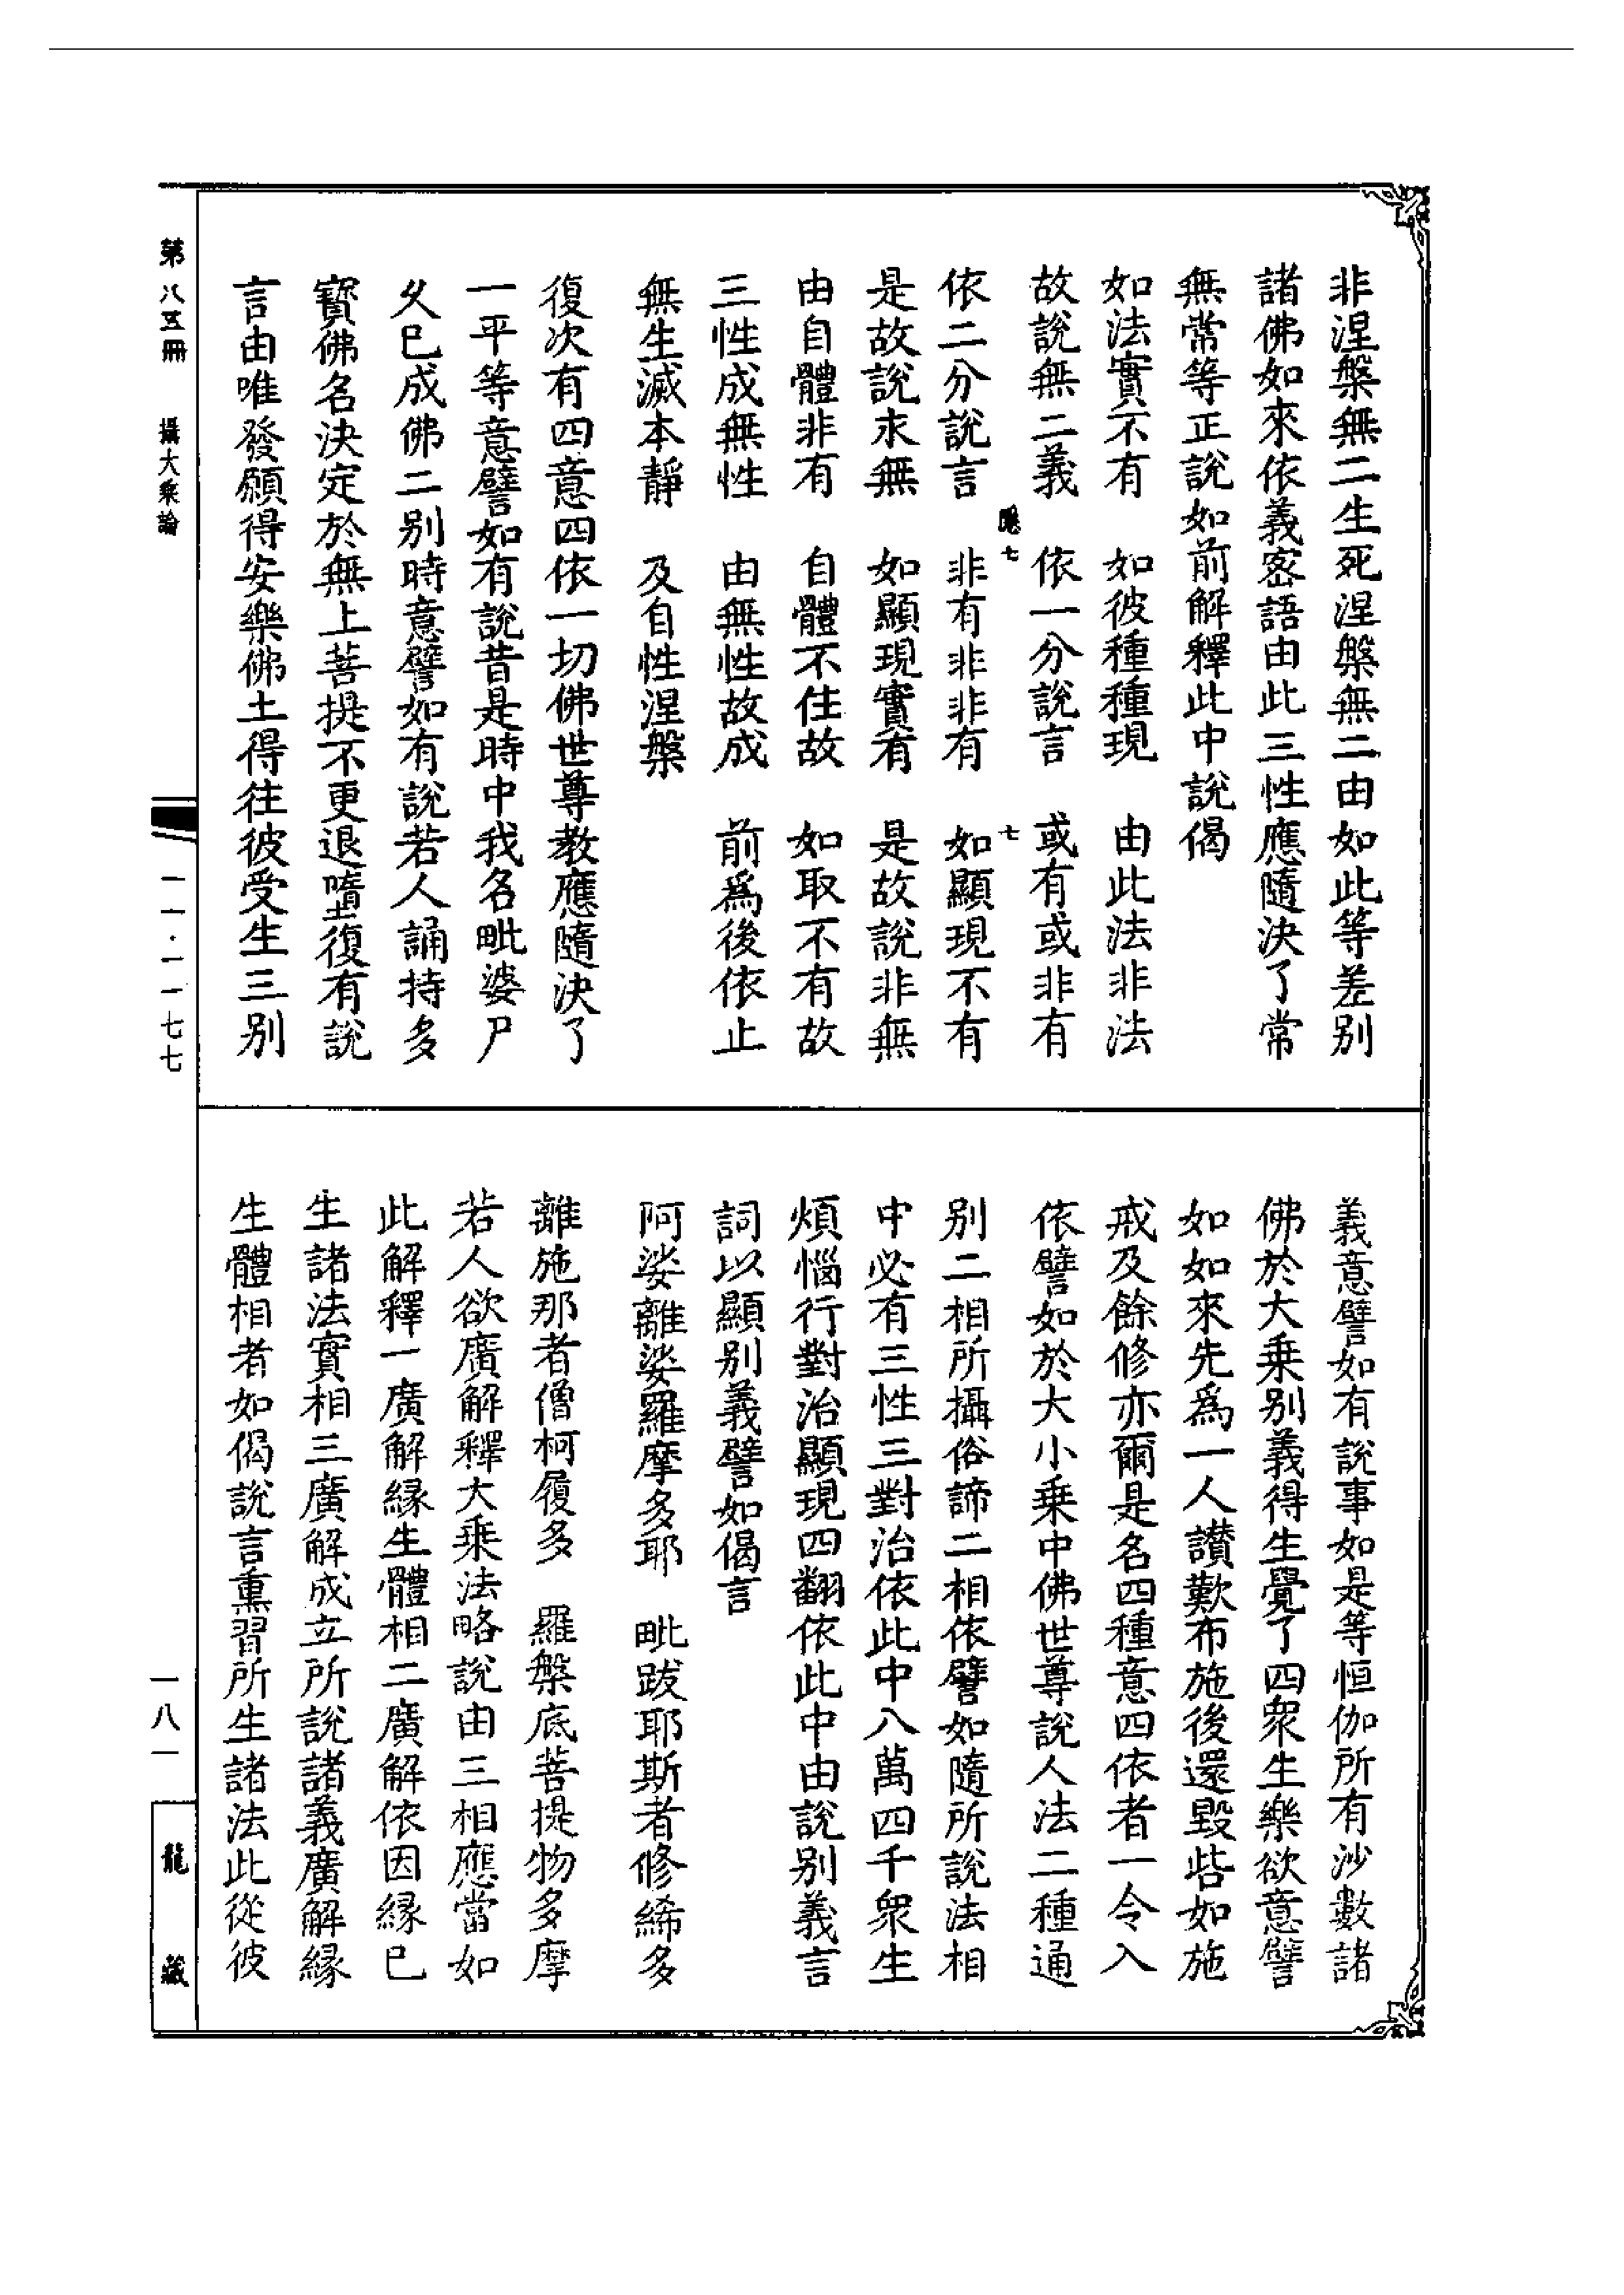 非涅槃無二生死涅槃無二由如此等差别
諸佛如來依義密語由此三性應隨決了常
無常等正說如前解釋此中說偈
如法實不有　如彼種種現　由此法非法
故說無二義　依一分說言　或有或非有
依二分說言　非有非非有　如顯現不有
是故說永無　如顯現實有　是故說非無
由自體非有　自體不住故　如取不有故
三性成無性　由無性故成　前爲後依止
無生滅本靜　及自性涅槃
復次有四意四依一切佛世尊教應隨決了
一平等意譬如有說昔是時中我名毗婆尸
久已成佛二别時意譬如有說若人誦持多
寶佛名決定於無上菩提不更退墮復有說
言由唯發願得安樂佛土得往彼受生三别
義意譬如有說事如是等恒伽所有沙數諸
佛於大乗别義得生覺了四衆生樂欲意譬
如如來先爲一人讃歎布施後還毀呰如施
戒及餘修亦爾是名四種意四依者一令入
依譬如於大小乗中佛世尊說人法二種通
别二相所攝俗諦二相依譬如隨所說法相
中必有三性三對治依此中八萬四千衆生
煩惱行對治顯現四翻依此中由說别義言
詞以顯别義譬如偈言
阿娑離娑羅摩多耶　毗跋耶斯者修絺多
離施那者僧柯履多　羅槃底菩提物多摩
若人欲廣解釋大乗法略說由三相應當如
此解釋一廣解緣生體相二廣解依因緣已
生諸法實相三廣解成立所說諸義廣解緣
生體相者如偈說言熏習所生諸法此從彼
第八五冊　攝大乘論
一一·一一七七
一八一
龍藏
七